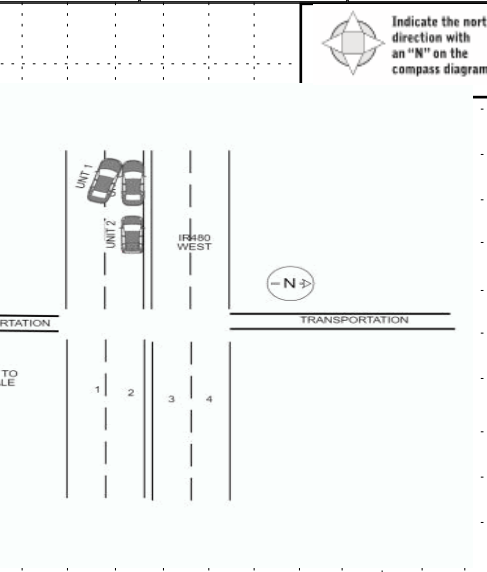 Indicate the nort
direction with
an "N" on the
compass diagram
UNT 1
UNIT 2
IR480
WEST
N
RTATION
TRANSPORTATION
TO
LE
1
2
3
4